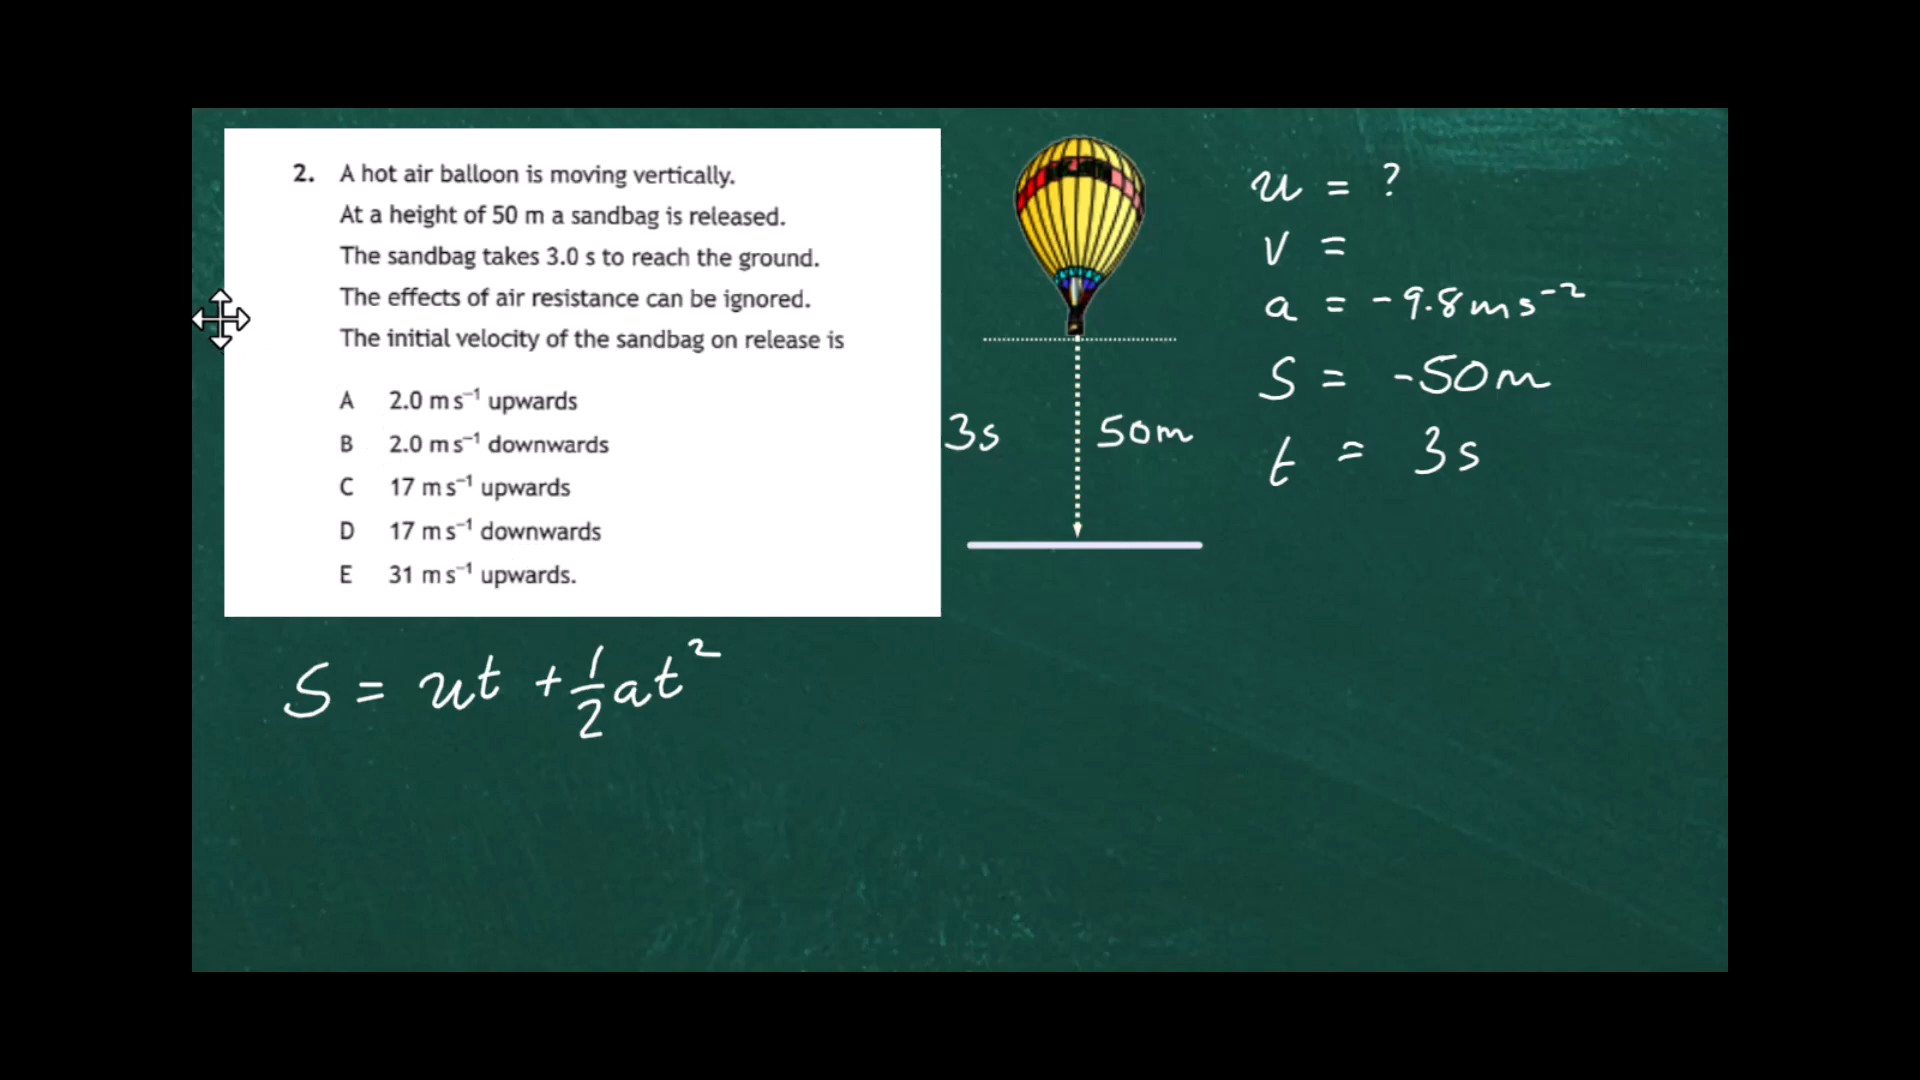 2. A hot air balloon is moving vertically.
At a height of 50 m a sandbag is released.
The sandbag takes 3.0 s to reach the ground.
The effects of air resistance can be ignored.
The initial velocity of the sandbag on release is
A 2.0 m s⁻¹ upwards
B 2.0 m s⁻¹ downwards
C 17 m s⁻¹ upwards
D 17 m s⁻¹ downwards
E 31 m s⁻¹ upwards.
3s
50m
u = ?
v =
a = -9.8ms⁻²
S = -50m
t = 3s
S = ut + ½at²